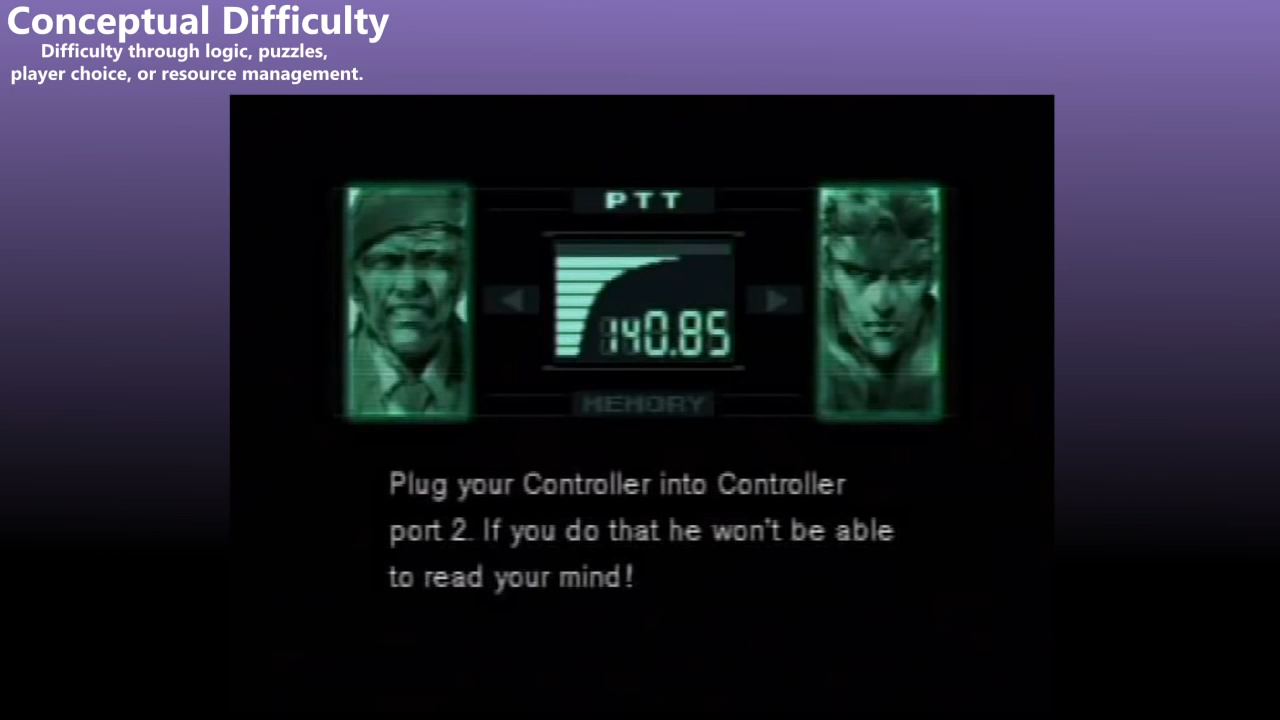 Conceptual Difficulty
Difficulty through logic, puzzles,
player choice, or resource management.
PTT
140.85
MEMORY
Plug your Controller into Controller
port 2. If you do that he won't be able
to read your mind!